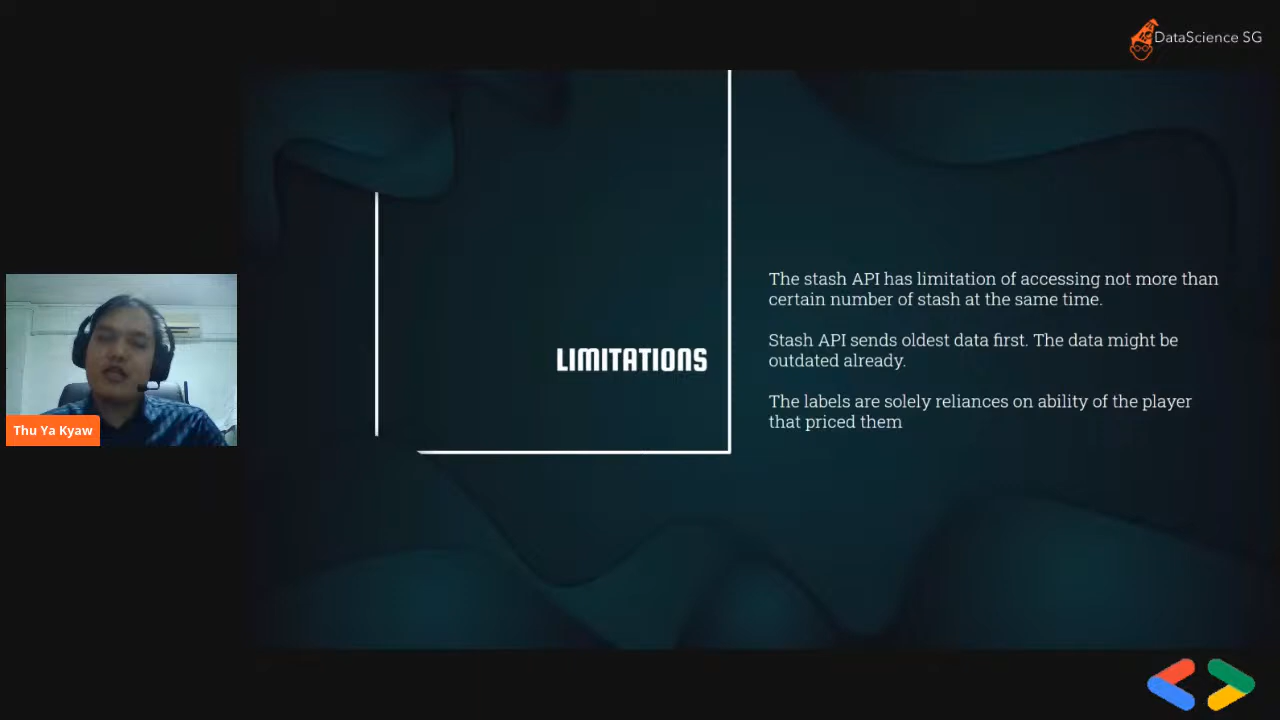 DataScience SG
The stash API has limitation of accessing not more than
certain number of stash at the same time.
Stash API sends oldest data first. The data might be
outdated already.
LIMITATIONS
The labels are solely reliances on ability of the player
that priced them
Thu Ya Kyaw